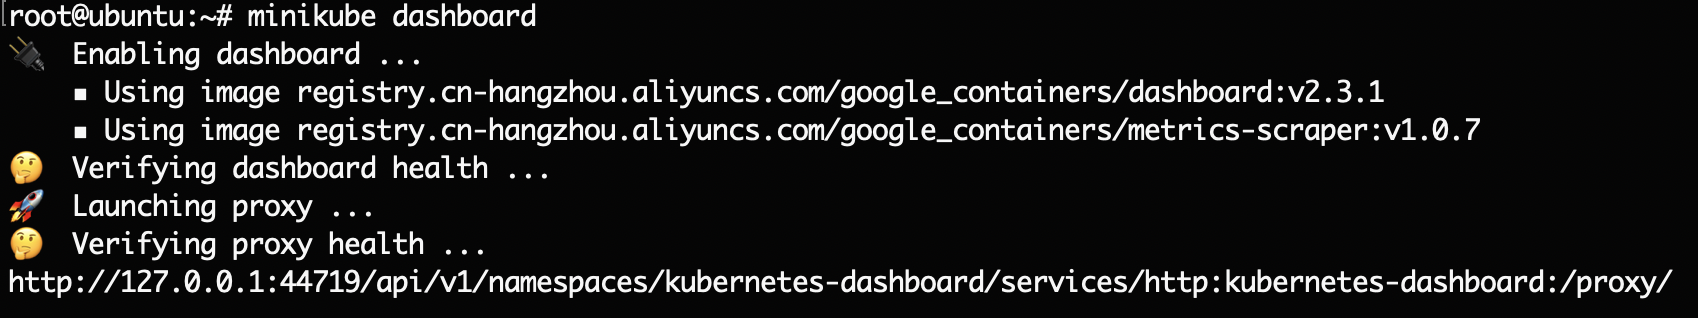 root@ubuntu:~# minikube dashboard
🔌  Enabling dashboard ...
▪ Using image registry.cn-hangzhou.aliyuncs.com/google_containers/dashboard:v2.3.1
▪ Using image registry.cn-hangzhou.aliyuncs.com/google_containers/metrics-scraper:v1.0.7
🤔  Verifying dashboard health ...
🚀  Launching proxy ...
🤔  Verifying proxy health ...
http://127.0.0.1:44719/api/v1/namespaces/kubernetes-dashboard/services/http:kubernetes-dashboard:/proxy/